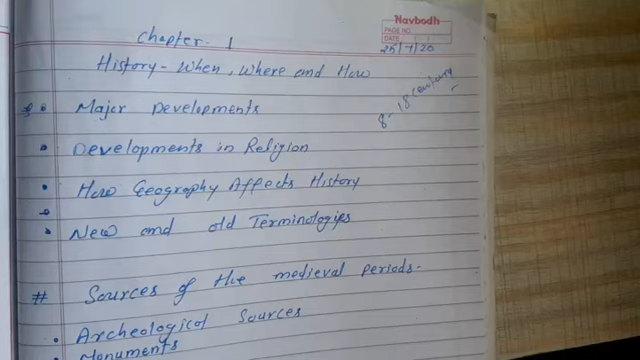 Navbodh
PAGE NO.
DATE
25/7/20
Chapter- 1
History - When, Where and How
8- 18 century
Major Developments
Developments in Religion
How Geography Affects History
New and old Terminologies
# Sources of the medieval periods-
Archeological Sources
Monuments